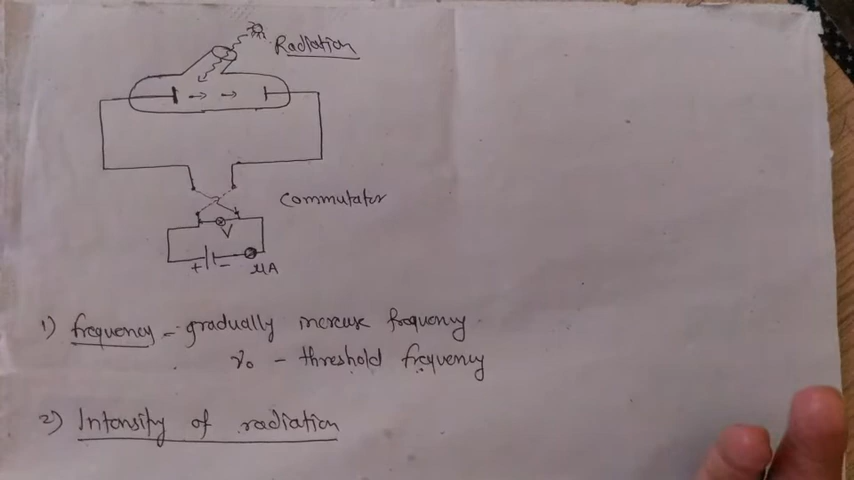 Radiation
Commutator
V
+ -
μA
1) frequency - gradually increase frequency
ν₀ - threshold frequency
2) Intensity of radiation